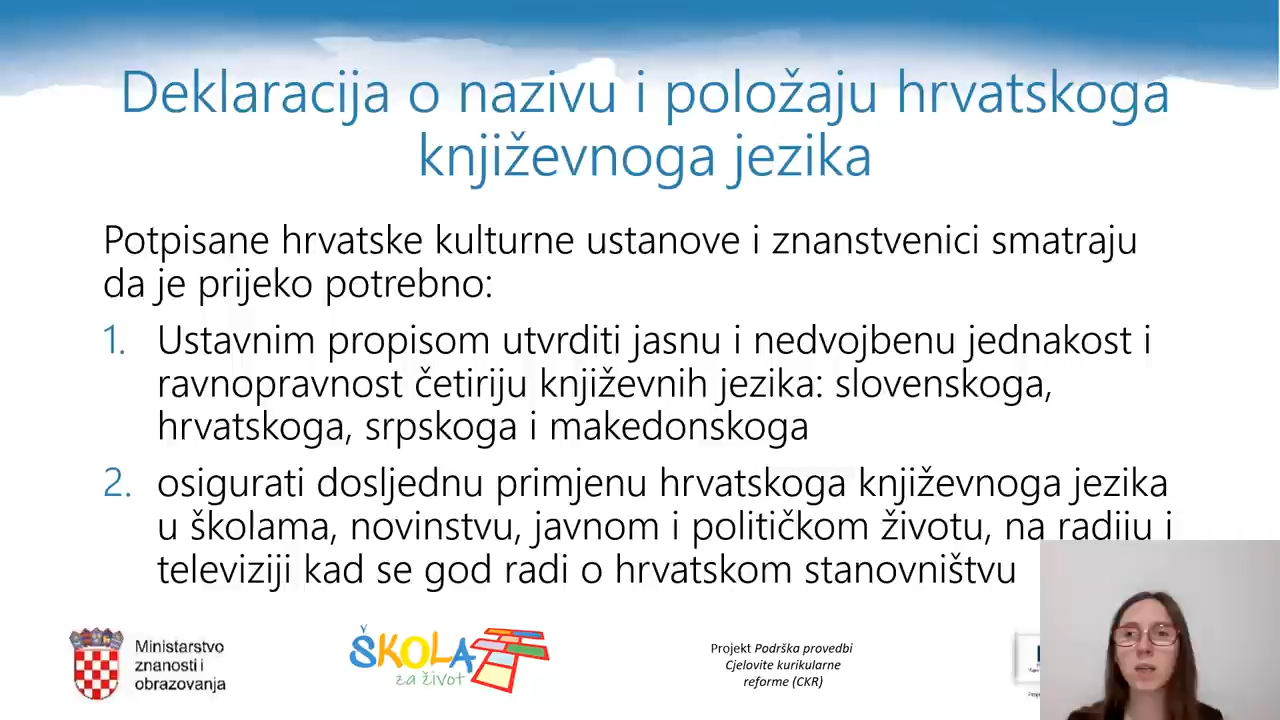 Deklaracija o nazivu i položaju hrvatskoga
književnoga jezika
Potpisane hrvatske kulturne ustanove i znanstvenici smatraju
da je prijeko potrebno:
1. Ustavnim propisom utvrditi jasnu i nedvojbenu jednakost i
ravnopravnost četiriju književnih jezika: slovenskoga,
hrvatskoga, srpskoga i makedonskoga
2. osigurati dosljednu primjenu hrvatskoga književnoga jezika
u školama, novinstvu, javnom i političkom životu, na radiju i
televiziji kad se god radi o hrvatskom stanovništvu
Ministarstvo
znanosti i
obrazovanja
ŠKOLA
za život
Projekt Podrška provedbi
Cjelovite kurikularne
reforme (CKR)